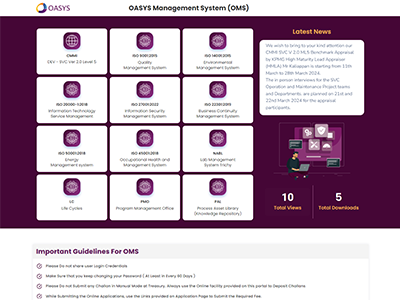 OASYS
OASYS Management System (OMS)
CMMI
DEV - SVC Ver 2.0 Level 5
ISO 9001:2015
Quality
Management System
ISO 14001:2015
Environmental
Management System
ISO 20000-1:2018
Information Technology
Service Management
ISO 27001:2022
Information Security
Management System
ISO 22301:2019
Business Continuity
Management System
ISO 50001:2018
Energy
Management system
ISO 45001:2018
Occupational Health and
Management System
NABL
Lab Management
System Trichy
LC
Life Cycles
PMO
Program Management Office
PAL
Process Asset Library
(Knowledge Repository)
Latest News
We wish to bring to your kind attention our
CMMI SVC V 2.0 ML5 Benchmark Appraisal
by KPMG High Maturity Lead Appraiser
(HMLA) Mr Kalaappan is starting from 13th
March to 28th March 2024.
The in person interviews for the SVC
Operation and Maintenance Project teams
and Departments, are planned on 21st and
22nd March 2024 for the appraisal
participants.
10
Total Views
5
Total Downloads
Important Guidelines For OMS
Please Do not share user Login Credentials
Make Sure that you keep changing your Password ( At least in Every 90 Days )
Please Do not Submit any Challan in Manual Mode at Treasury. Always use the Online facility provided on this portal to Deposit Challans
While Submitting the Online Applications, use the links provided on Application Page to Submit the Required Fee